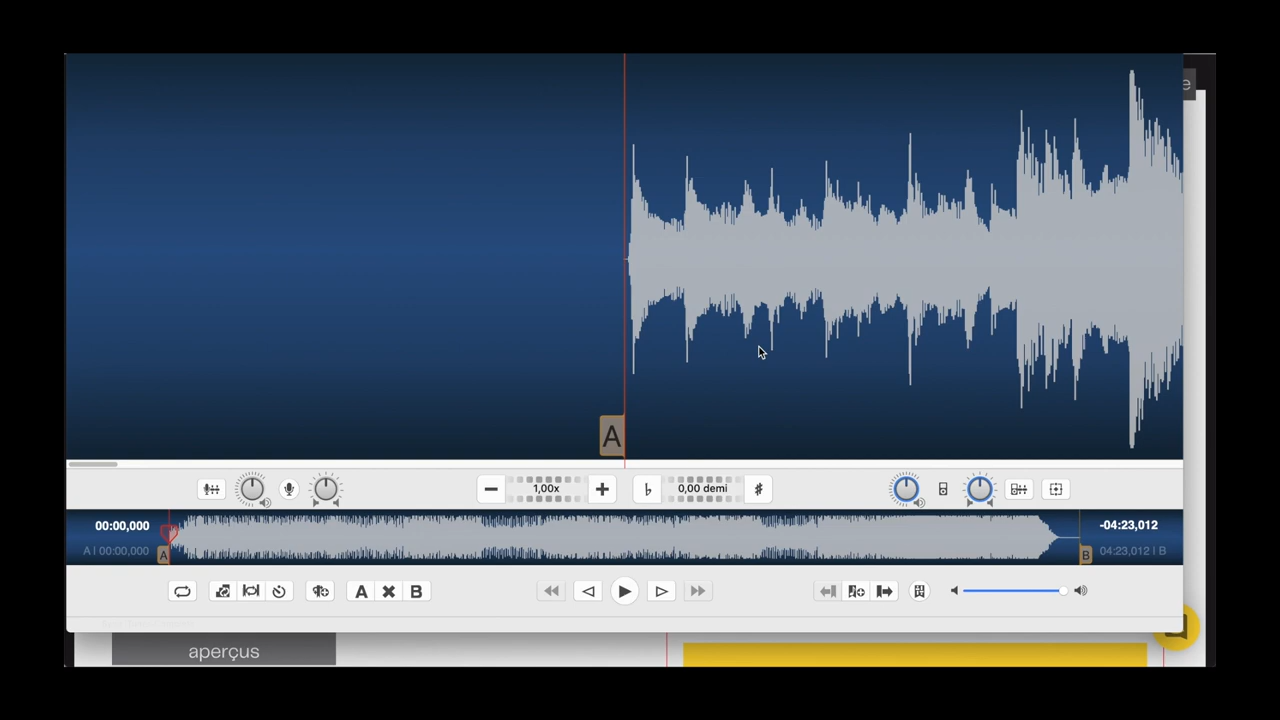 e
A
1,00x
0,00 demi
00:00,000
-04:23,012
A | 00:00,000
A
B
04:23,012 | B
A
B
aperçus